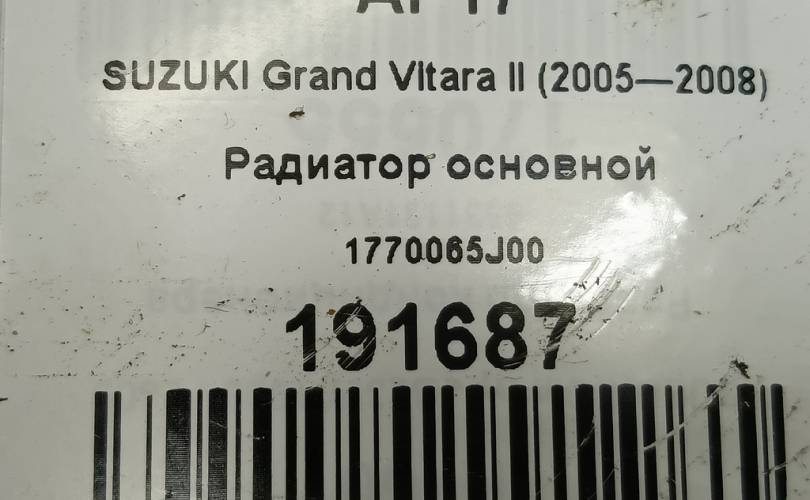 SUZUKI Grand VItara II (2005—2008)
Радиатор основной
1770065J00
191687